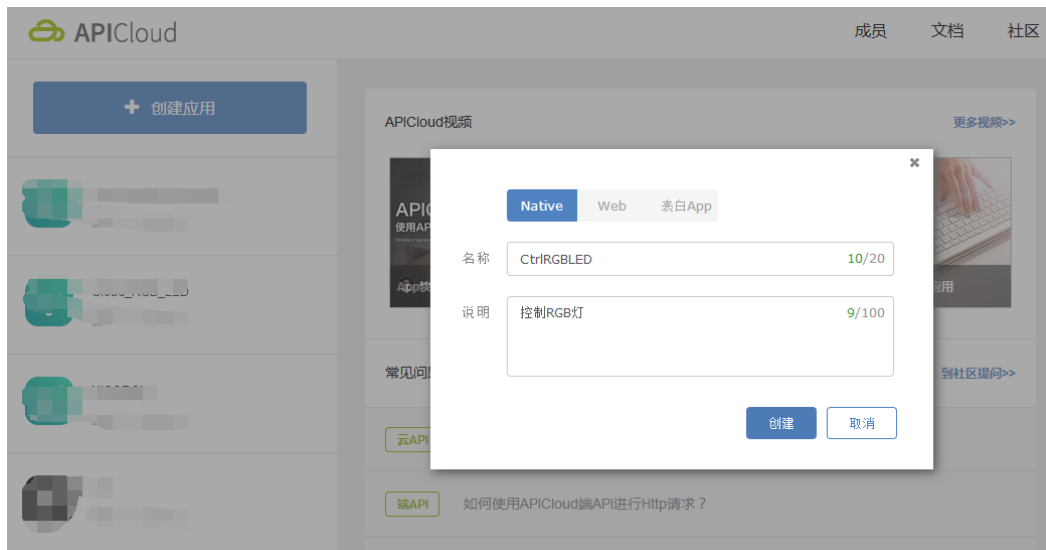 APICloud
成员 文档 社区
创建应用
APICloud视频 更多视频>>
Native Web 表白App
名称 CtrlRGBLED 10/20
说明 控制RGB灯 9/100
创建 取消
使用AP
常见问 到社区提问>>
云API
端API 如何使用APICloud端API进行Http请求？